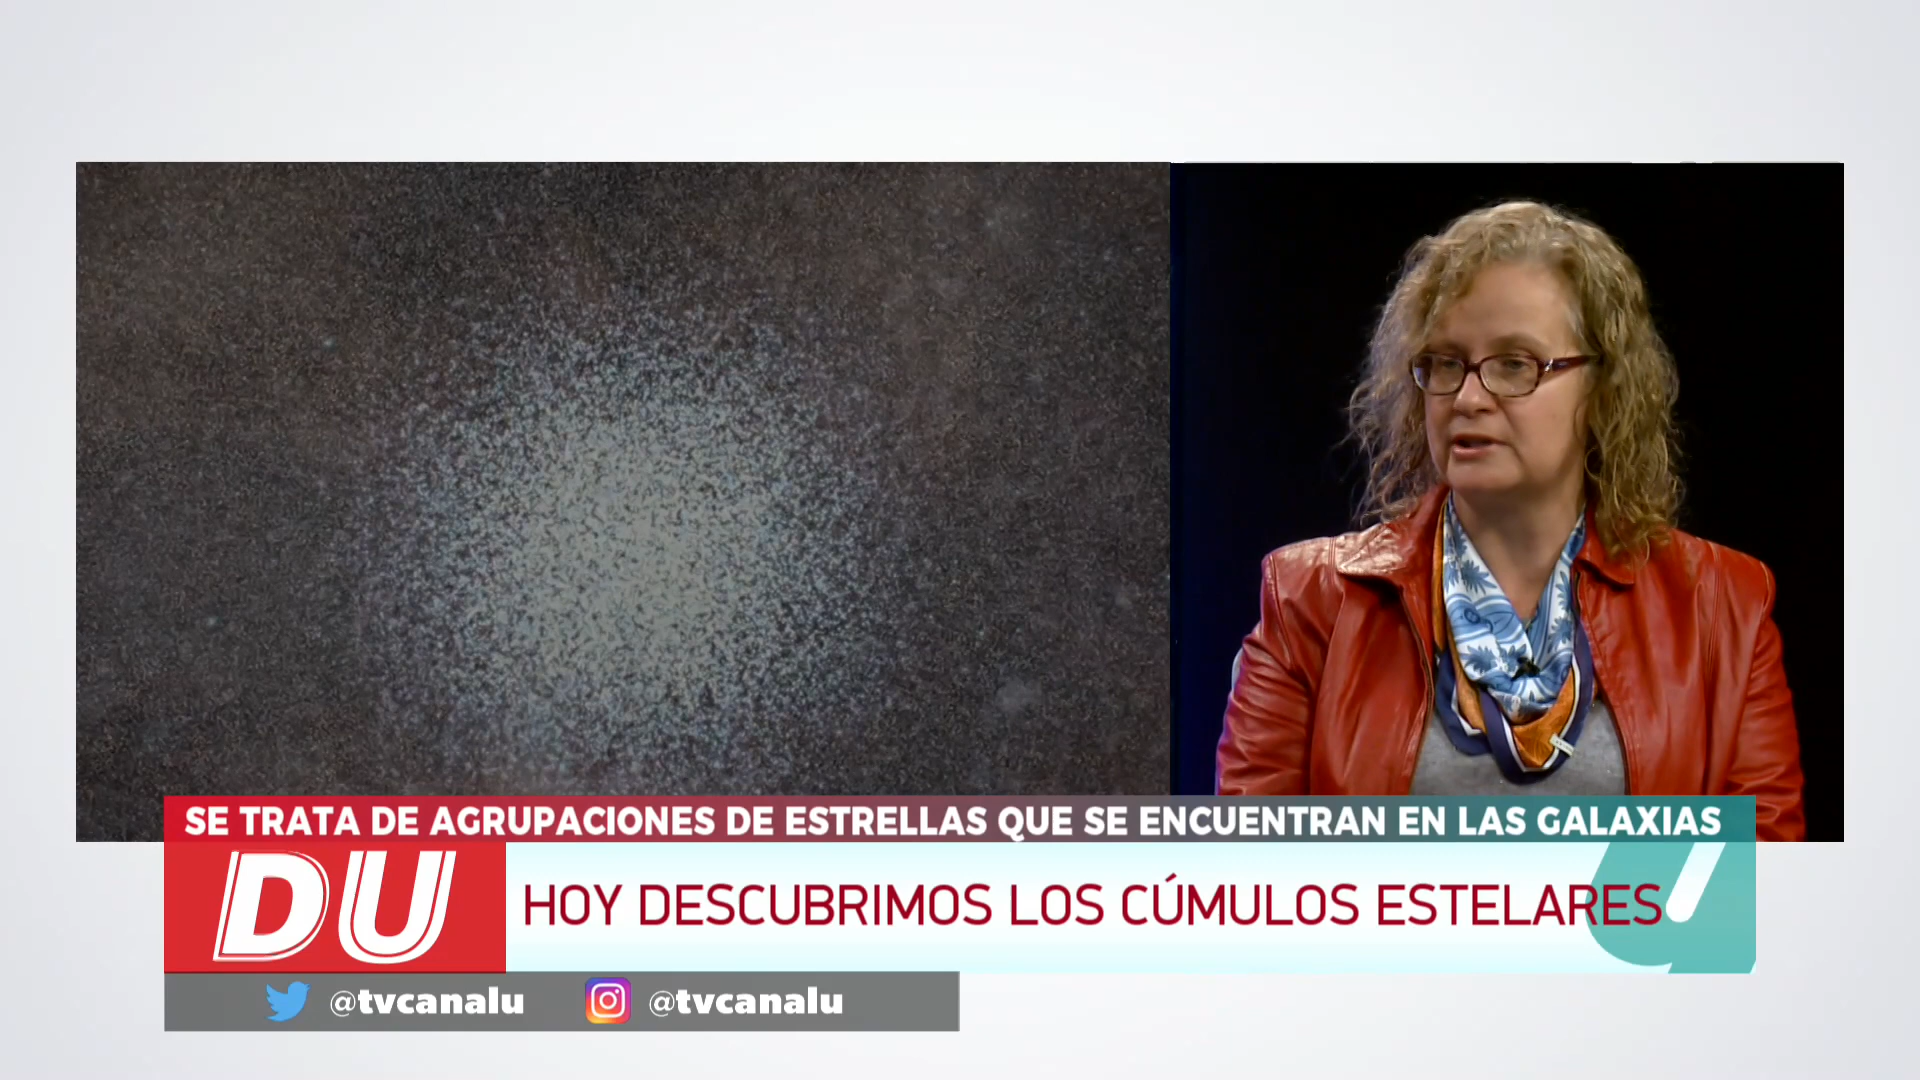 SE TRATA DE AGRUPACIONES DE ESTRELLAS QUE SE ENCUENTRAN EN LAS GALAXIAS
DU
HOY DESCUBRIMOS LOS CÚMULOS ESTELARES
@tvcanalu @tvcanalu